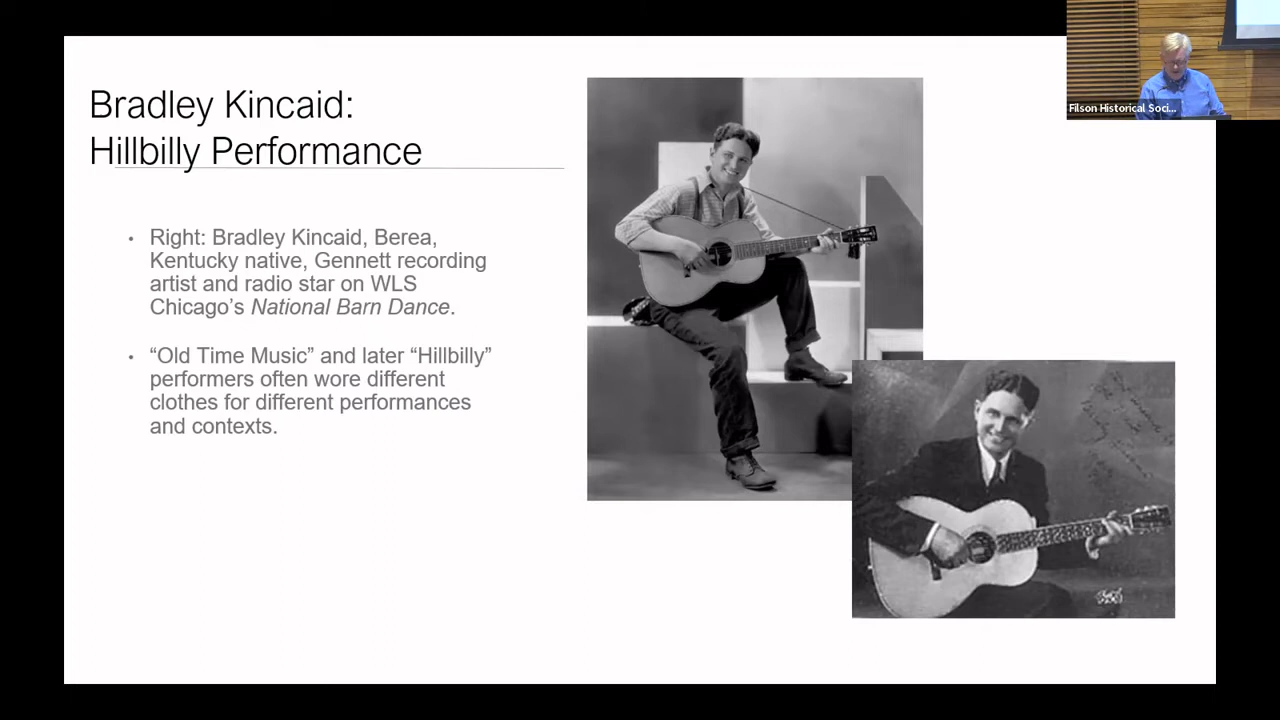 Bradley Kincaid:
Hillbilly Performance
• Right: Bradley Kincaid, Berea,
Kentucky native, Gennett recording
artist and radio star on WLS
Chicago’s National Barn Dance.
• “Old Time Music” and later “Hillbilly”
performers often wore different
clothes for different performances
and contexts.
Filson Historical Soci...